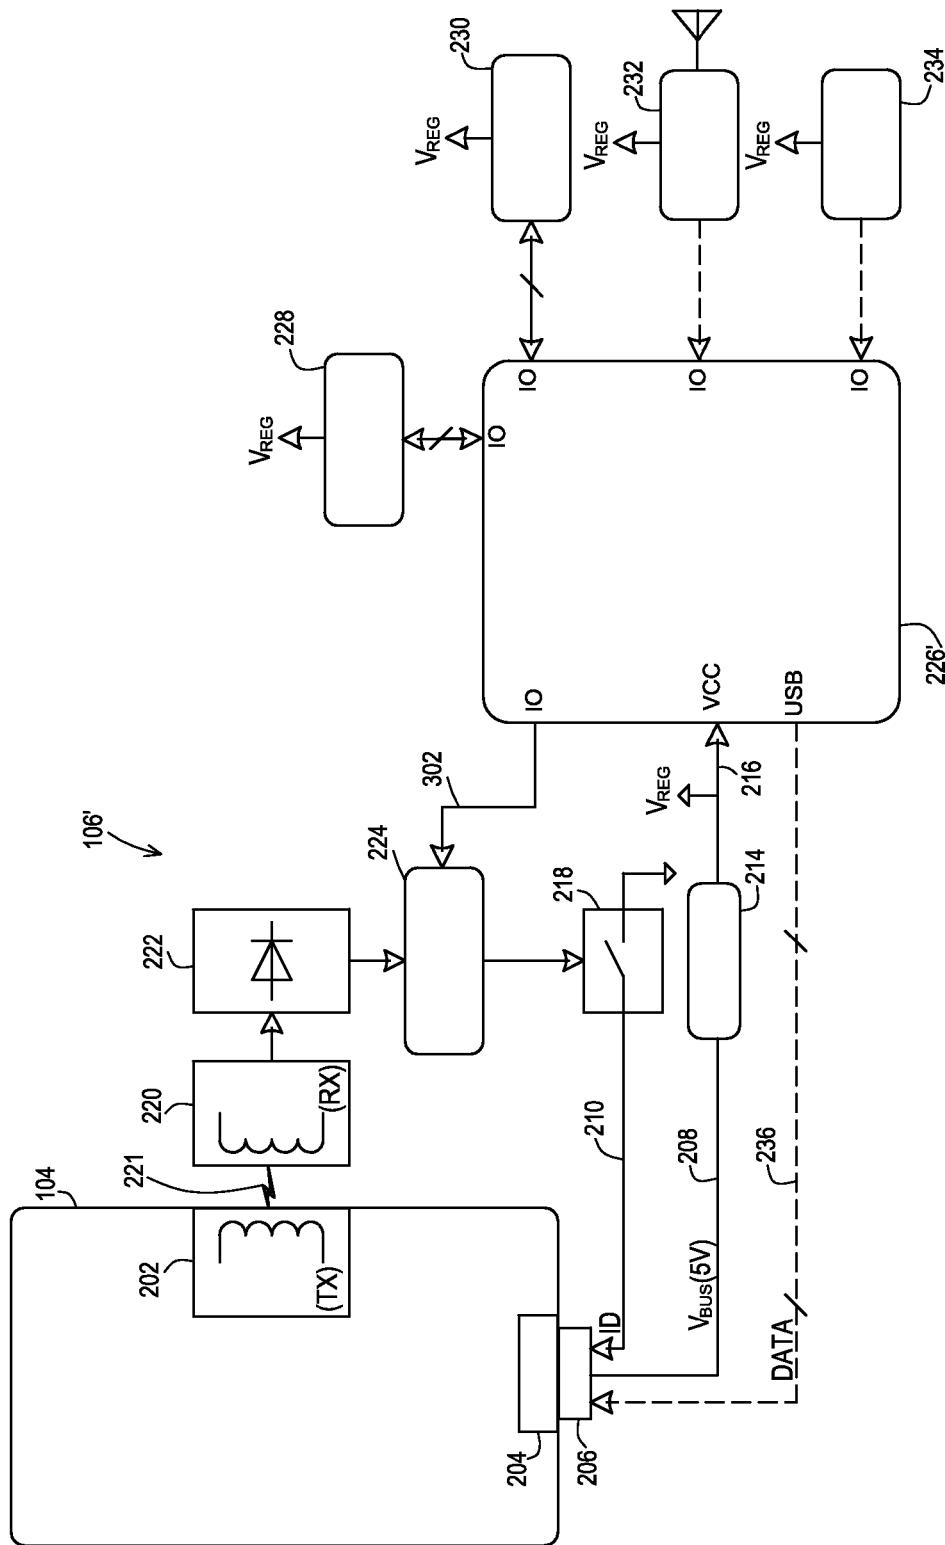 106'
104
202
(TX)
221
220
(RX)
222
224
302
218
210
204
206
ID
208
V_BUS(5V)
DATA
236
214
216
V_REG
IO
VCC
USB
226'
228
V_REG
IO
230
V_REG
IO
232
V_REG
IO
234
V_REG
IO